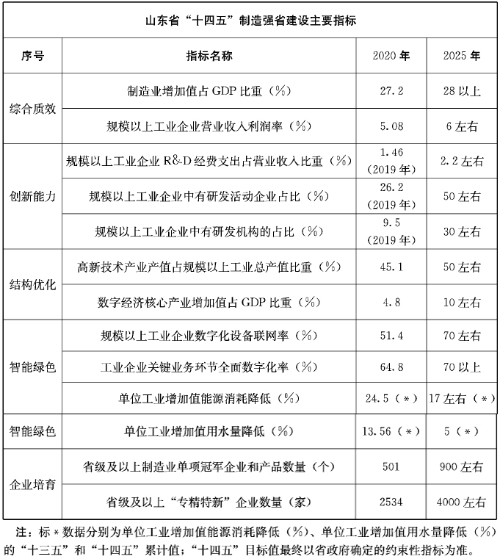 山东省“十四五”制造强省建设主要指标
序号 指标名称 2020 年 2025 年
综合质效
制造业增加值占 GDP 比重（%） 27.2 28 以上
规模以上工业企业营业收入利润率（%） 5.08 6 左右
创新能力
规模以上工业企业 R&D 经费支出占营业收入比重（%） 1.46（2019 年） 2.2 左右
规模以上工业企业中有研发活动企业占比（%） 26.2（2019 年） 50 左右
规模以上工业企业中有研发机构的占比（%） 9.5（2019 年） 30 左右
结构优化
高新技术产业产值占规模以上工业总产值比重（%） 45.1 50 左右
数字经济核心产业增加值占 GDP 比重（%） 4.8 10 左右
智能绿色
规模以上工业企业数字化设备联网率（%） 51.4 70 左右
工业企业关键业务环节全面数字化率（%） 64.8 70 以上
单位工业增加值能源消耗降低（%） 24.5（*） 17 左右（*）
智能绿色 单位工业增加值用水量降低（%） 13.56（*） 5（*）
企业培育
省级及以上制造业单项冠军企业和产品数量（个） 501 900 左右
省级及以上“专精特新”企业数量（家） 2534 4000 左右
注：标 * 数据分别为单位工业增加值能源消耗降低（%）、单位工业增加值用水量降低（%）
的“十三五”和“十四五”累计值；“十四五”目标值最终以省政府确定的约束性指标为准。